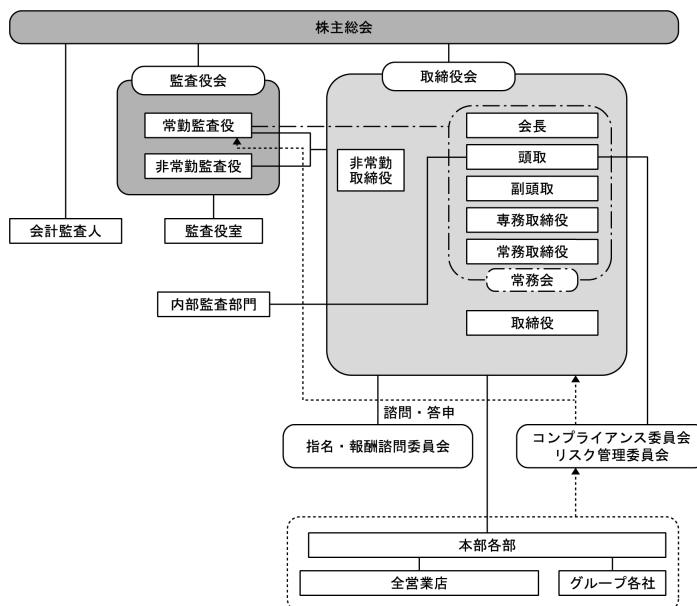 株主総会
監査役会
取締役会
常勤監査役
会長
非常勤監査役
非常勤
取締役
頭取
副頭取
専務取締役
会計監査人
監査役室
常務取締役
常務会
内部監査部門
取締役
諮問・答申
指名・報酬諮問委員会
コンプライアンス委員会
リスク管理委員会
本部各部
全営業店
グループ各社